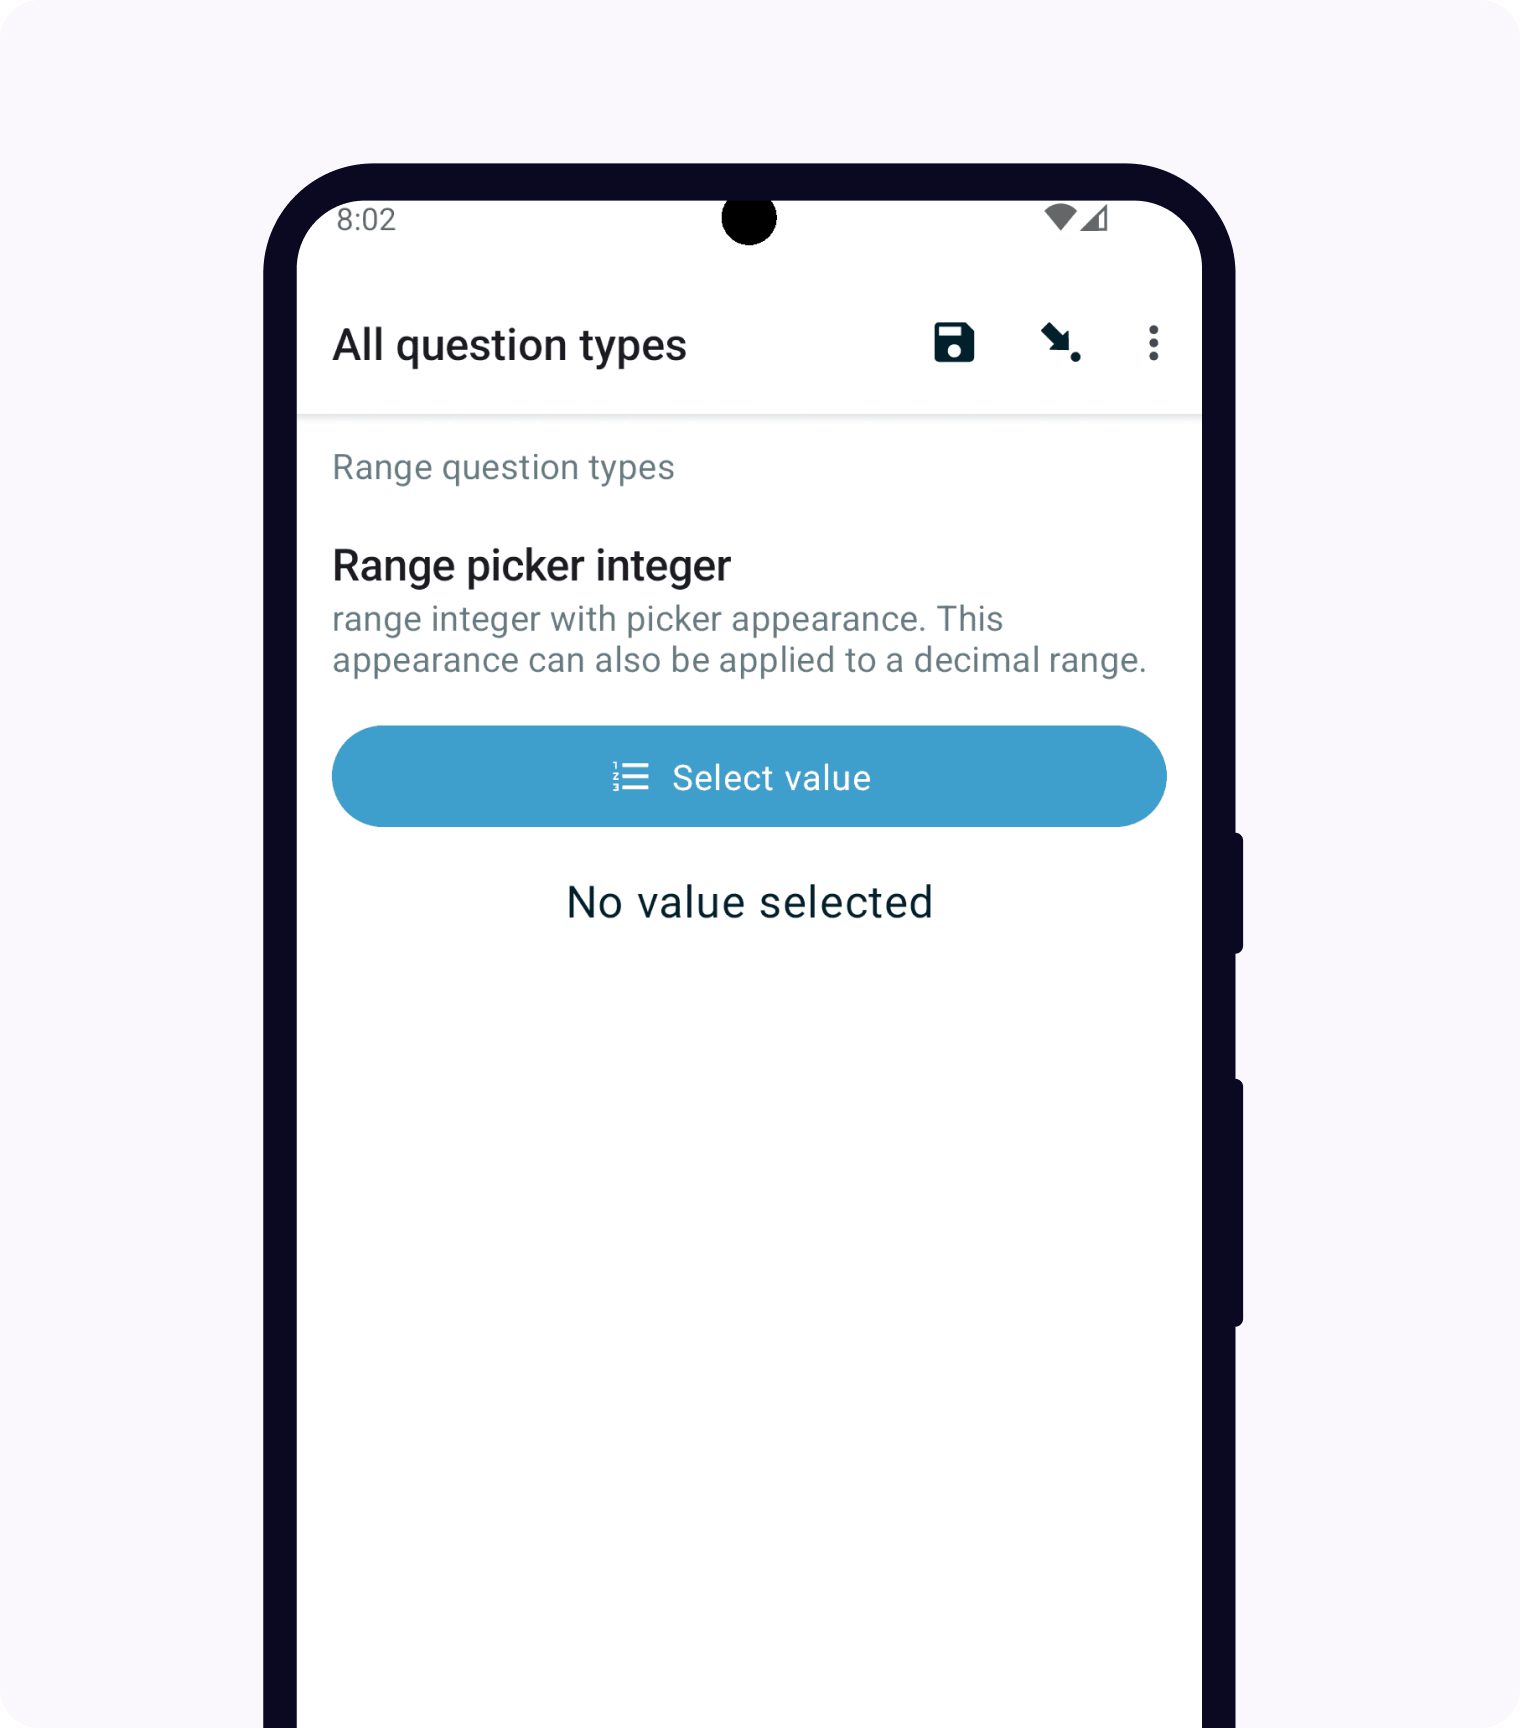 8:02
All question types
Range question types
Range picker integer
range integer with picker appearance. This
appearance can also be applied to a decimal range.
Select value
No value selected